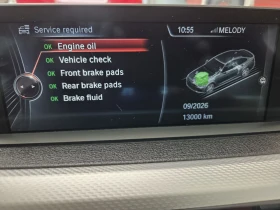 Service required
10:55 MELODY
OK Engine oil
OK Vehicle check
OK Front brake pads
OK Rear brake pads
OK Brake fluid
09/2026
13000 km